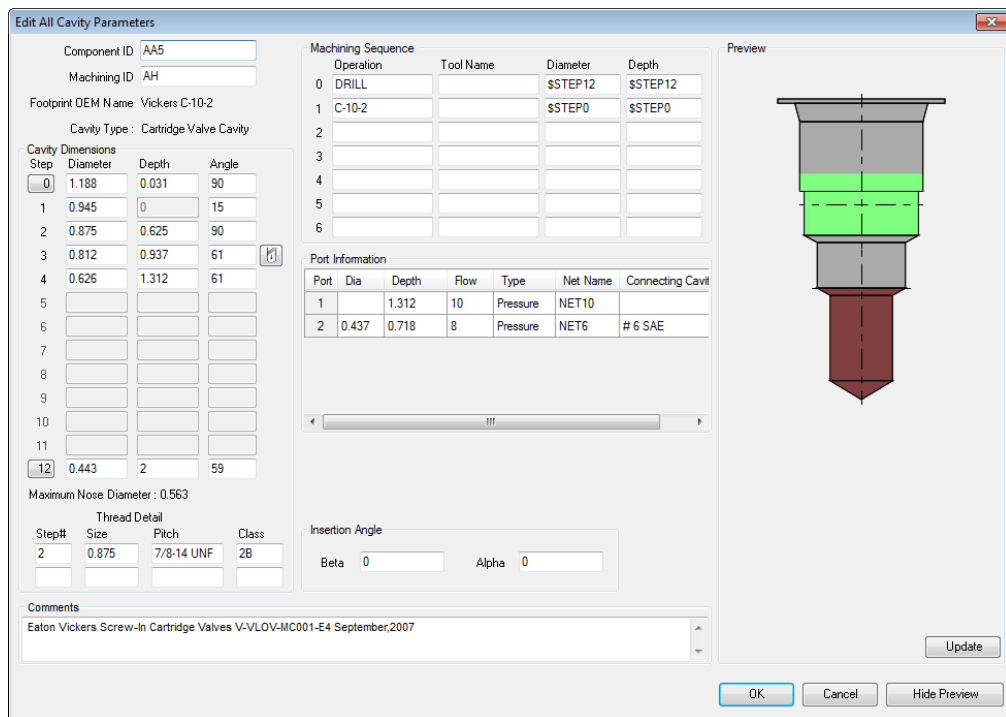 Edit All Cavity Parameters
Component ID AA5
Machining ID AH
Footprint OEM Name Vickers C-10-2
Cavity Type : Cartridge Valve Cavity
Cavity Dimensions
Step Diameter Depth Angle
0 1.188 0.031 90
1 0.945 0 15
2 0.875 0.625 90
3 0.812 0.937 61
4 0.626 1.312 61
5
6
7
8
9
10
11
12 0.443 2 59
Maximum Nose Diameter : 0.563
Thread Detail
Step# Size Pitch Class
2 0.875 7/8-14 UNF 2B
Machining Sequence
Operation Tool Name Diameter Depth
0 DRILL $STEP12 $STEP12
1 C-10-2 $STEP0 $STEP0
2
3
4
5
6
Port Information
Port Dia Depth Flow Type Net Name Connecting Cavit
1 1.312 10 Pressure NET10
2 0.437 0.718 8 Pressure NET6 # 6 SAE
Insertion Angle
Beta 0 Alpha 0
Comments
Eaton Vickers Screw-In Cartridge Valves V-VLOV-MC001-E4 September,2007
Preview
Update
OK Cancel Hide Preview